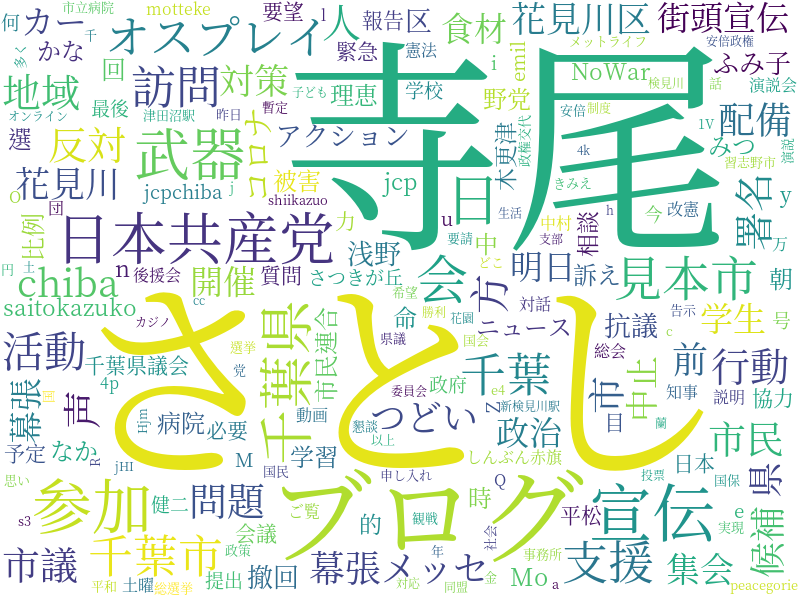 市立病院
motteke
要望
l
人
報告
区
食材
花見川区
街頭宣伝
安倍政権
千
何
カー
オスプレイ
緊急
憲法
i
emil
メットライフ
ふみ子
多く
かな
回
訪問
対策
子ども
理恵
学校
野党
NoWar
検見川
話
演説会
地域
オンライン
最後
津田沼駅
昨日
暫定
寺尾
安倍
制度
配備
選
反対
武器
コロナ
アクション
木更津
政権交代
4k
1V
みつ
演説
習志野市
花見川
被害
jcp
日
きみえ
署名
y
O
jcpchiba
j
shiikazuo
力
u
生活
h
中村
相談
今
改憲
万
団
比例
日本共産党
浅野
中
要請
支部
円
土
n
後援会
質問
さつきが丘
会
方
明日
訴え
どこ
見本市
朝
chiba
開催
希望
対話
告示
c
号
saitokazuko
cc
カジノ
千葉県
市民連合
命
勝利
花園
ニュース
抗議
学生
活動
さとし
県議
国会
総会
千葉県議会
選挙
党
委員会
政府
千葉
e4
新検見川駅
市
中止
前
行動
知事
4p
幕張
声
Hjm
病院
必要
動画
つどい
Z
政治
目
説明
協力
予定
なか
R
jHI
M
学習
懇談
以上
しんぶん赤旗
日本
投票
蘭
市民
県
思い
国民
ブログ
時
Q
国保
s3
参加
健二
問題
ご覧
的
平松
宣伝
e
実現
候補
会議
申し入れ
観戦
社会
市議
千葉市
政策
幕張メッセ
年
事務所
支援
集会
平和
土曜
総選挙
提出
撤回
対応
同盟
金
Mo
a
peacegorie